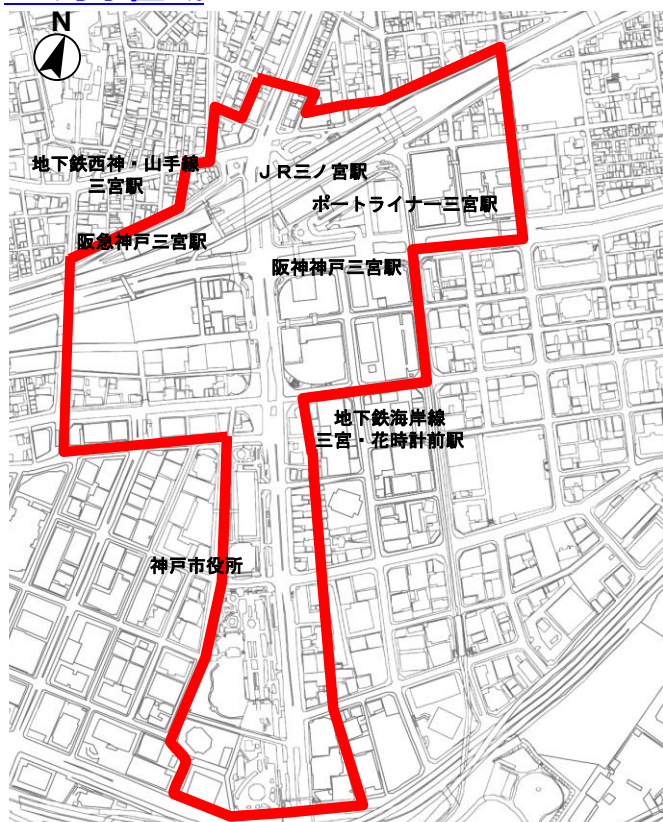 N
地下鉄西神・山手線
三宮駅
JR三ノ宮駅
ポートライナー三宮駅
阪急神戸三宮駅
阪神神戸三宮駅
地下鉄海岸線
三宮・花時計前駅
神戸市役所